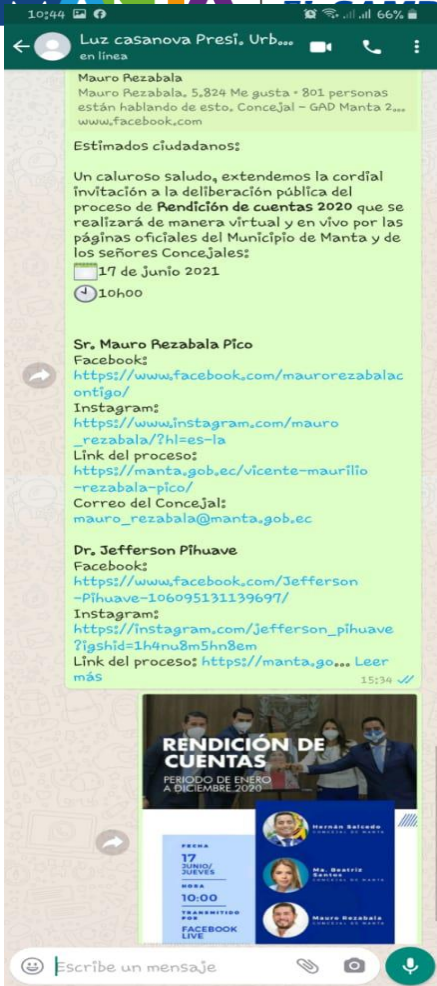 10:44
66%
Luz casanova Presi. Urb...
en línea
Mauro Rezabala
Mauro Rezabala. 5,824 Me gusta · 801 personas
están hablando de esto. Concejal - GAD Manta 2...
www.facebook.com
Estimados ciudadanos:
Un caluroso saludo, extendemos la cordial
invitación a la deliberación pública del
proceso de Rendición de cuentas 2020 que se
realizará de manera virtual y en vivo por las
páginas oficiales del Municipio de Manta y de
los señores Concejales:
17 de junio 2021
10h00
Sr. Mauro Rezabala Pico
Facebook:
https://www.facebook.com/maurorezabalac
ontigo/
Instagram:
https://www.instagram.com/mauro
_rezabala/?hl=es-la
Link del proceso:
https://manta.gob.ec/vicente-maurilio
-rezabala-pico/
Correo del Concejal:
mauro_rezabala@manta.gob.ec
Dr. Jefferson Pihuave
Facebook:
https://www.facebook.com/Jefferson
-Pihuave-106095131139697/
Instagram:
https://instagram.com/jefferson_pihuave
?igshid=1h4nu8m5hn8em
Link del proceso: https://manta.go... Leer
más
15:34
RENDICIÓN DE
CUENTAS
PERIODO DE ENERO
A DICIEMBRE 2020
FECHA
17
JUNIO/
JUEVES
HORA
10:00
TRANSMITIDO
POR
FACEBOOK
LIVE
Hernán Salcedo
CONCEJAL DE MANTA
Ma. Beatriz
Santos
CONCEJAL DE MANTA
Mauro Rezabala
CONCEJAL DE MANTA
Escribe un mensaje